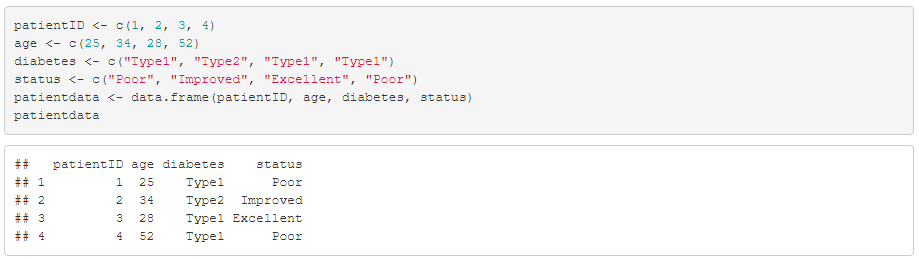 patientID <- c(1, 2, 3, 4)
age <- c(25, 34, 28, 52)
diabetes <- c("Type1", "Type2", "Type1", "Type1")
status <- c("Poor", "Improved", "Excellent", "Poor")
patientdata <- data.frame(patientID, age, diabetes, status)
patientdata
##   patientID age diabetes    status
## 1         1  25    Type1      Poor
## 2         2  34    Type2  Improved
## 3         3  28    Type1 Excellent
## 4         4  52    Type1      Poor